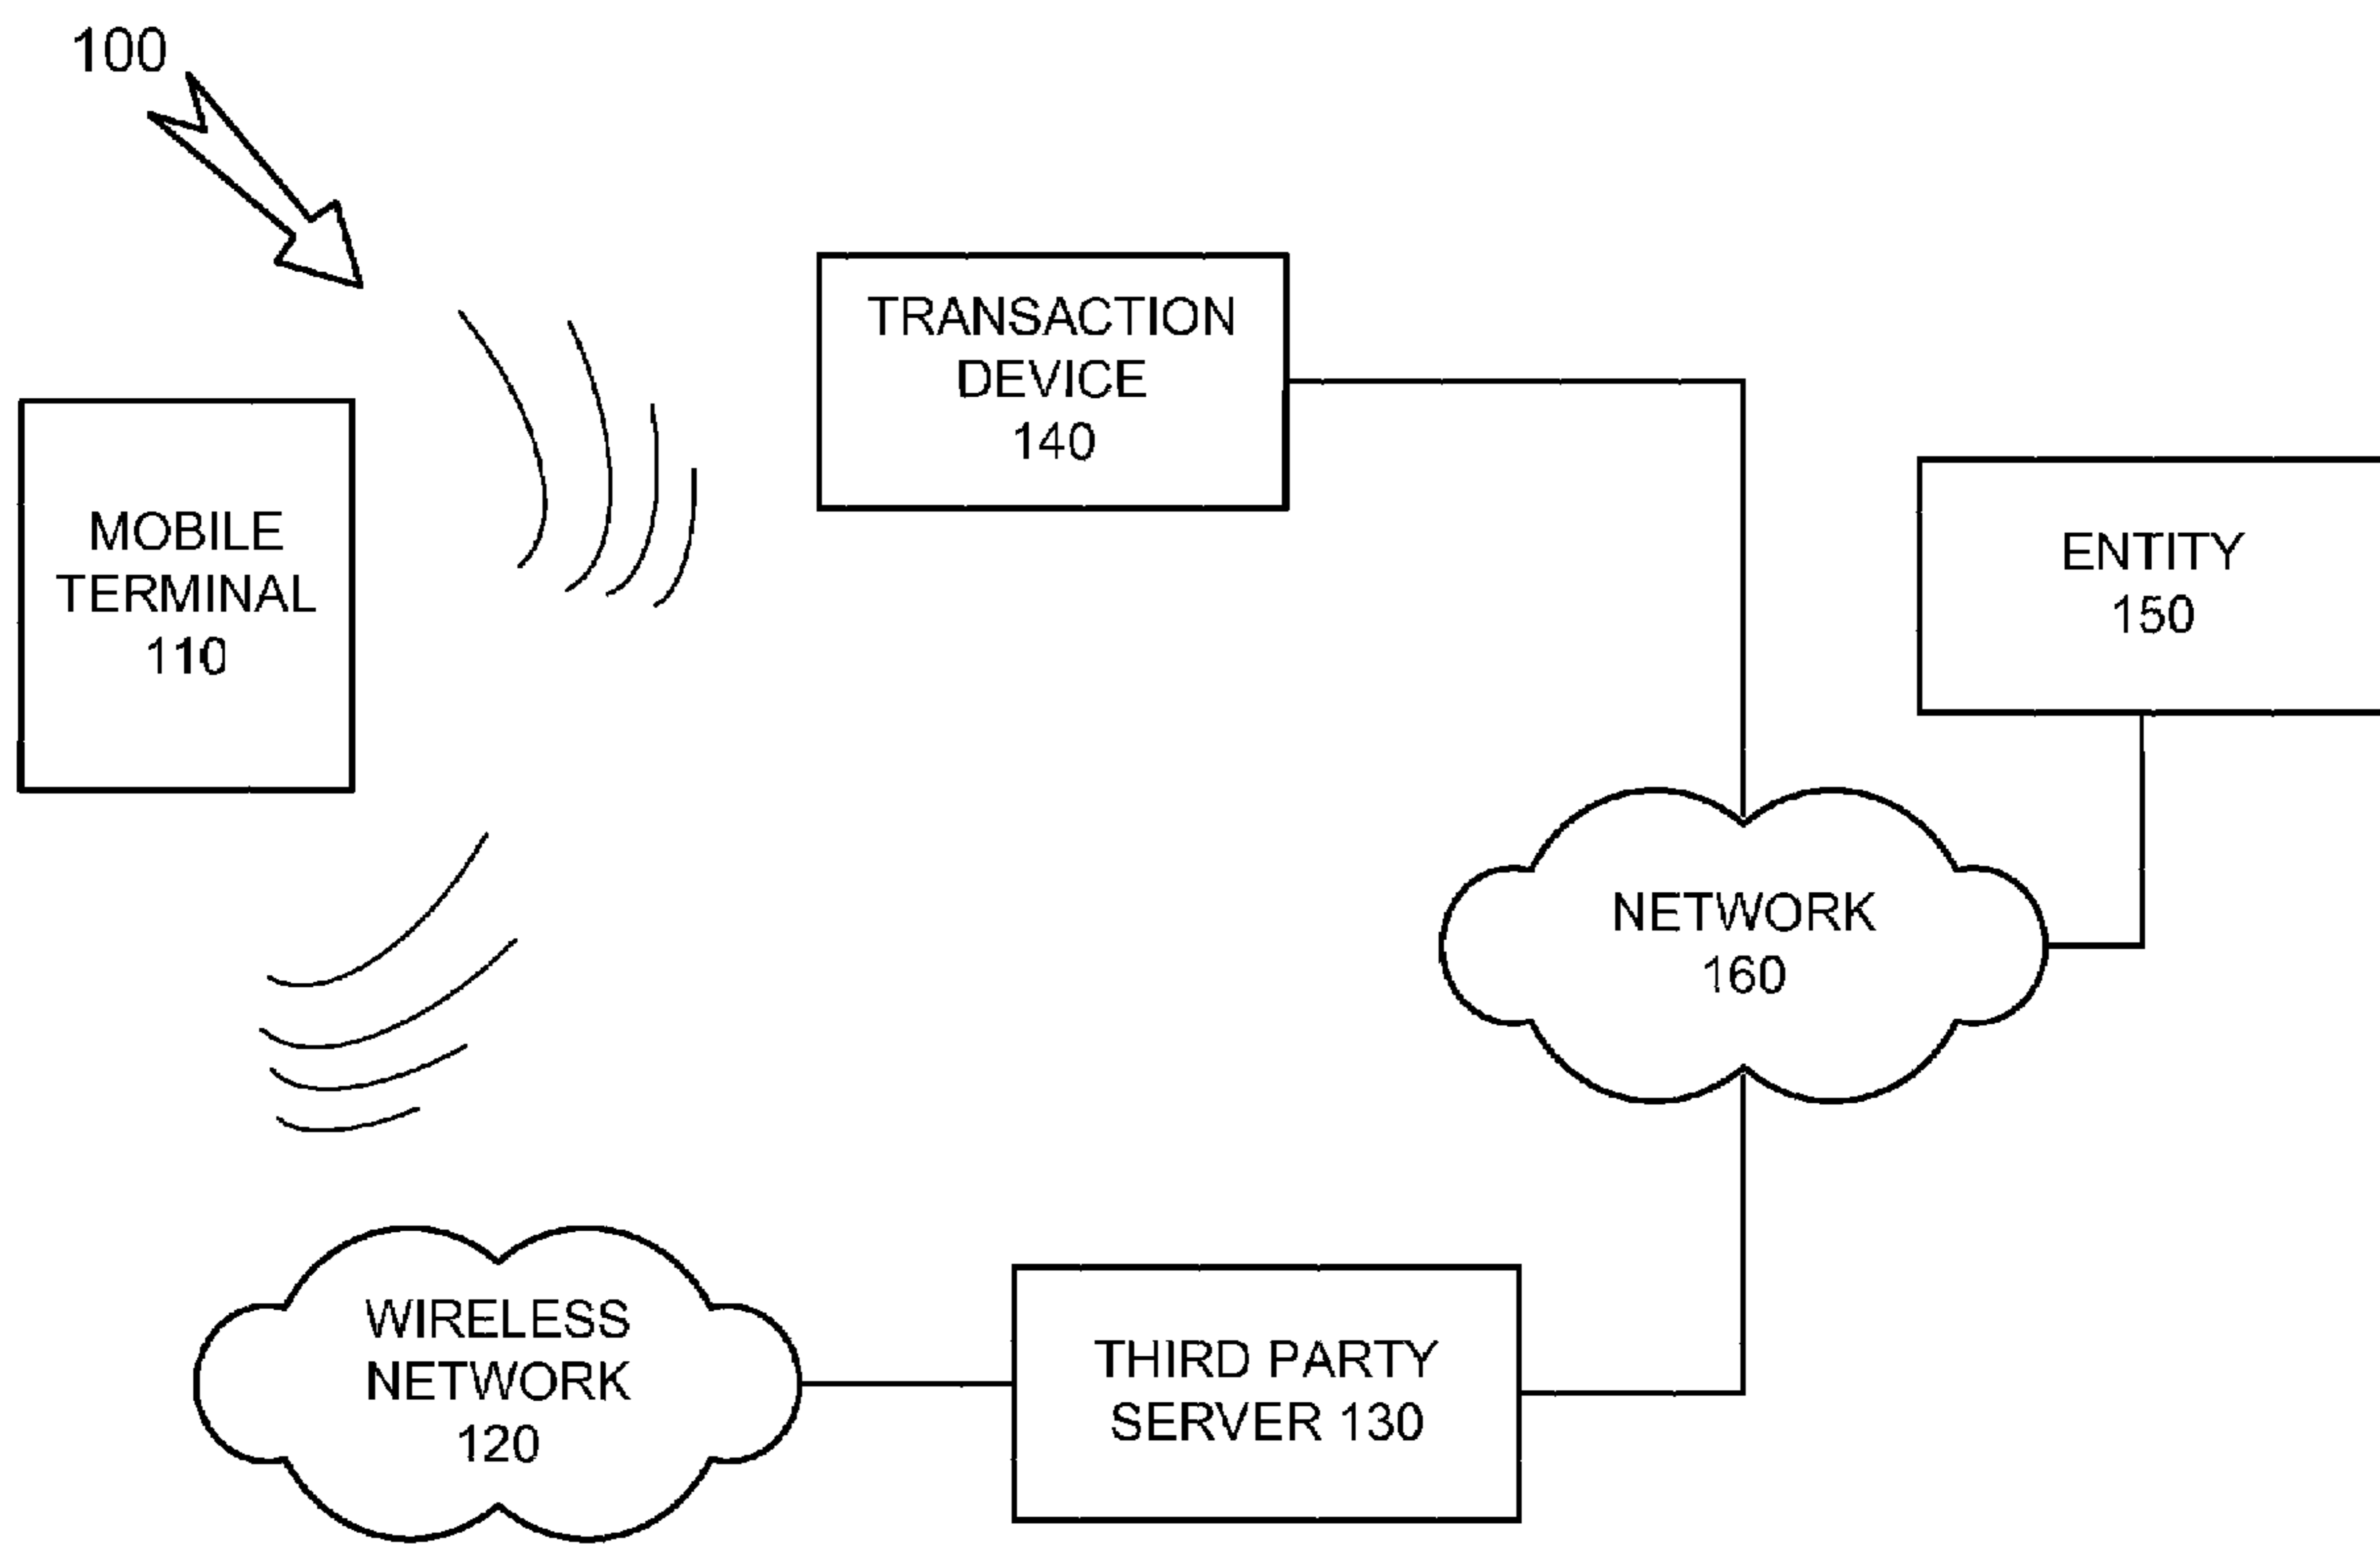 100
TRANSACTION
DEVICE
140
MOBILE
TERMINAL
110
ENTITY
150
NETWORK
160
WIRELESS
NETWORK
120
THIRD PARTY
SERVER 130